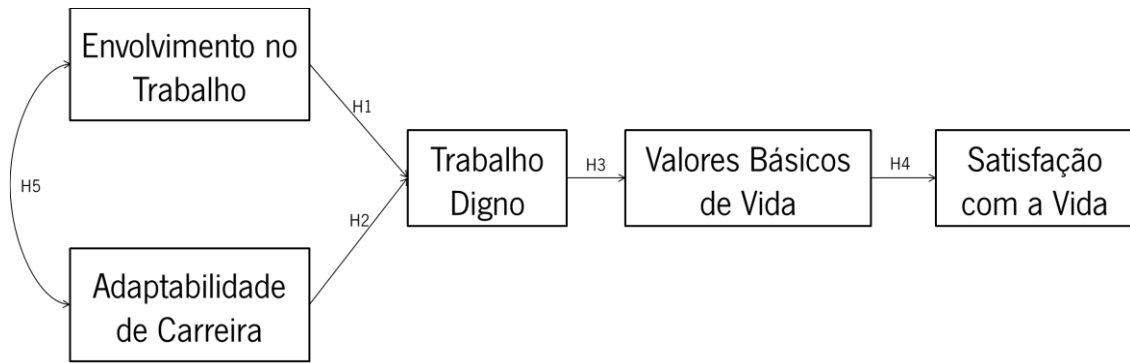 Envolvimento no
Trabalho
H1
H5
Trabalho
Digno
H3
Valores Básicos
de Vida
H4
Satisfação
com a Vida
H2
Adaptabilidade
de Carreira